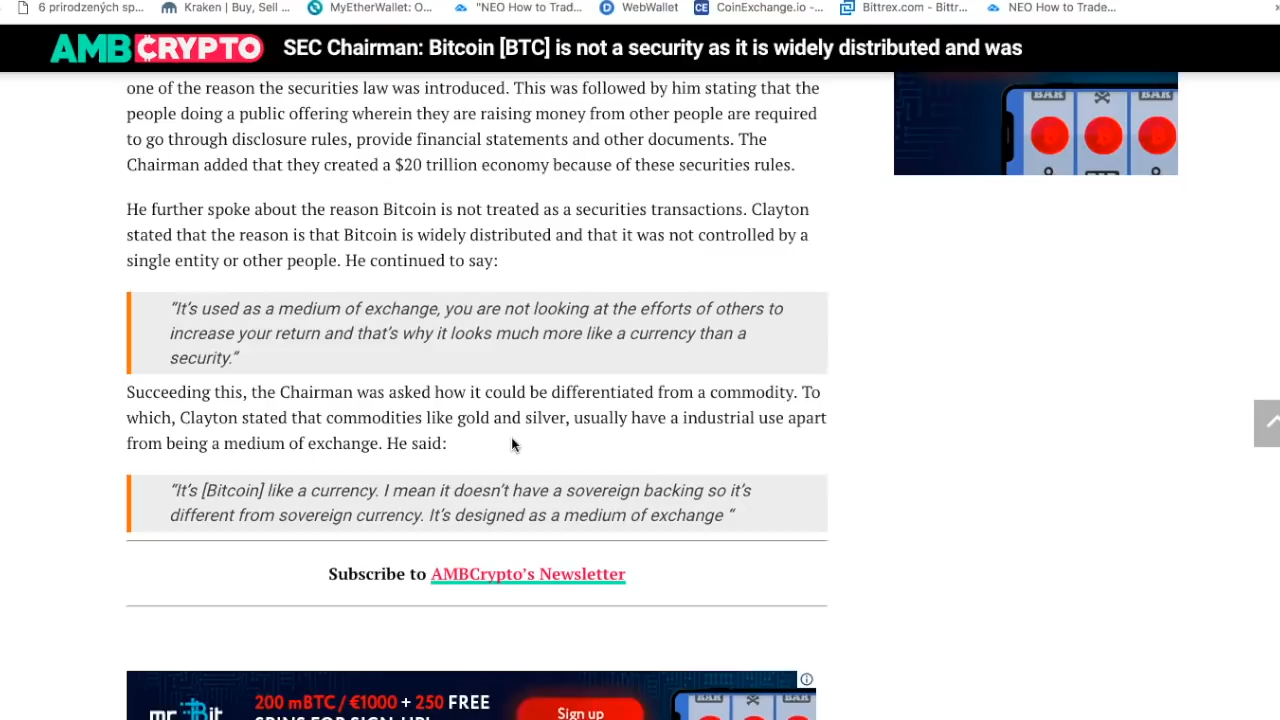 6 prirodzených sp... Kraken | Buy, Sell ... MyEtherWallet: O... "NEO How to Trad... WebWallet CoinExchange.io -... Bittrex.com - Bittr... NEO How to Trade...
AMBCRYPTO SEC Chairman: Bitcoin [BTC] is not a security as it is widely distributed and was
one of the reason the securities law was introduced. This was followed by him stating that the
people doing a public offering wherein they are raising money from other people are required
to go through disclosure rules, provide financial statements and other documents. The
Chairman added that they created a $20 trillion economy because of these securities rules.
BAR BAR
BAR
He further spoke about the reason Bitcoin is not treated as a securities transactions. Clayton
stated that the reason is that Bitcoin is widely distributed and that it was not controlled by a
single entity or other people. He continued to say:
“It’s used as a medium of exchange, you are not looking at the efforts of others to
increase your return and that’s why it looks much more like a currency than a
security.”
Succeeding this, the Chairman was asked how it could be differentiated from a commodity. To
which, Clayton stated that commodities like gold and silver, usually have a industrial use apart
from being a medium of exchange. He said:
“It’s [Bitcoin] like a currency. I mean it doesn’t have a sovereign backing so it’s
different from sovereign currency. It’s designed as a medium of exchange “
Subscribe to AMBCrypto’s Newsletter
mr Bit
200 mBTC / €1000 + 250 FREE
SPINS FOR SIGN-UP!
Sign up
BAR BAR